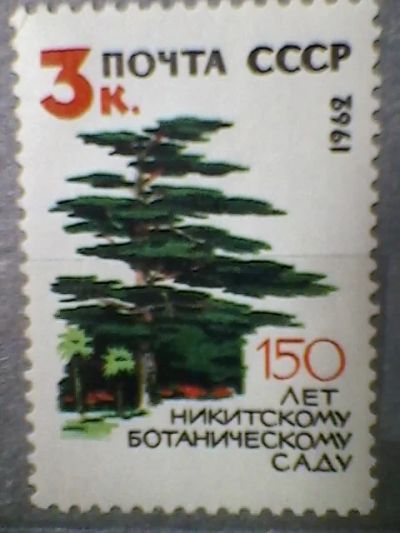 3 к. ПОЧТА СССР
1962
150
ЛЕТ
НИКИТСКОМУ
БОТАНИЧЕСКОМУ
САДУ